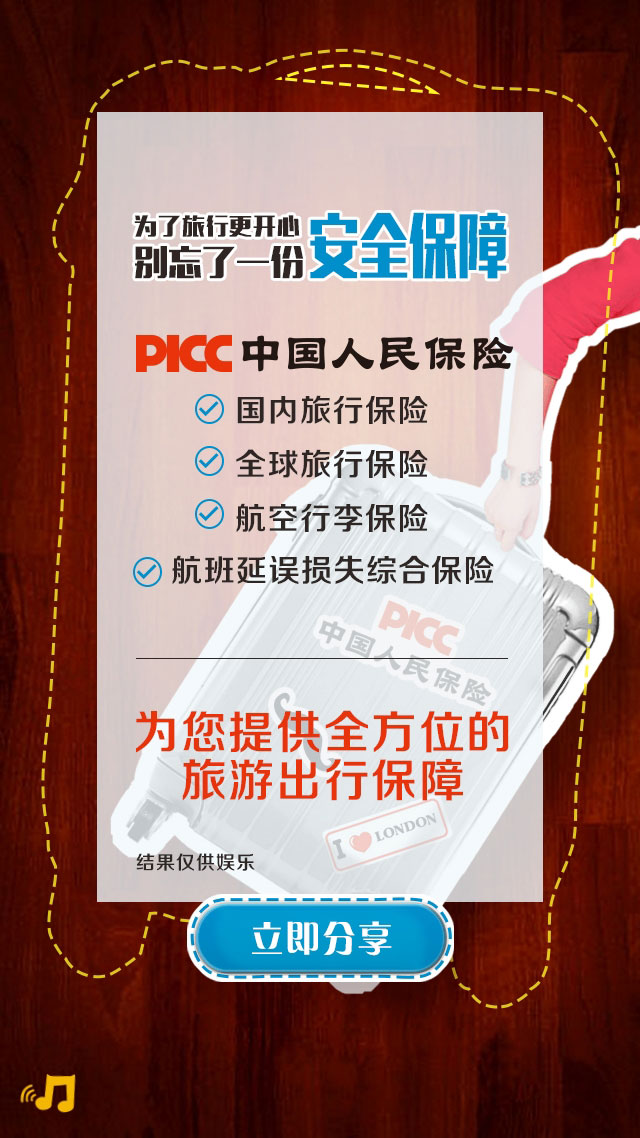 为了旅行更开心
别忘了一份安全保障
PICC中国人民保险
国内旅行保险
全球旅行保险
航空行李保险
航班延误损失综合保险
PICC
中国人民保险
为您提供全方位的
旅游出行保障
I ❤ LONDON
结果仅供娱乐
立即分享